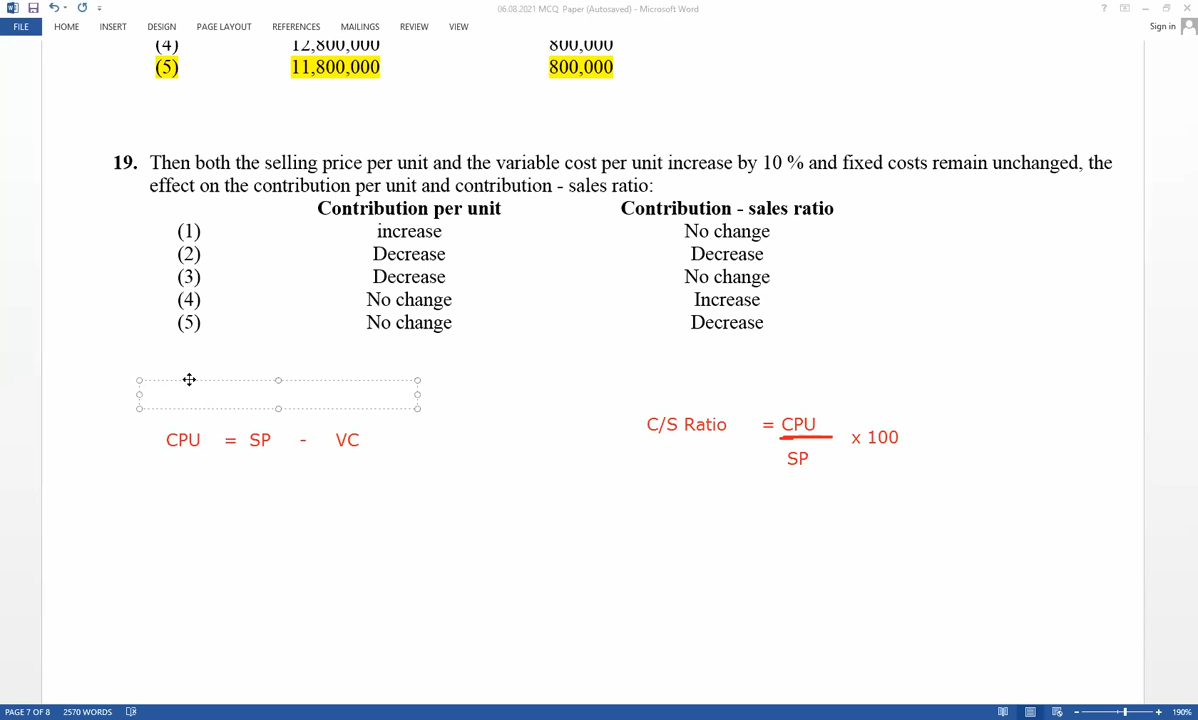 06.08.2021 MCQ Paper (Autosaved) - Microsoft Word
?
Sign in
FILE HOME INSERT DESIGN PAGE LAYOUT REFERENCES MAILINGS REVIEW VIEW
(4) 12,800,000 800,000
(5) 11,800,000 800,000
19. Then both the selling price per unit and the variable cost per unit increase by 10 % and fixed costs remain unchanged, the
effect on the contribution per unit and contribution - sales ratio:
Contribution per unit Contribution - sales ratio
(1) increase No change
(2) Decrease Decrease
(3) Decrease No change
(4) No change Increase
(5) No change Decrease
CPU = SP - VC
C/S Ratio = CPU
x 100
SP
PAGE 7 OF 8 2570 WORDS 190%